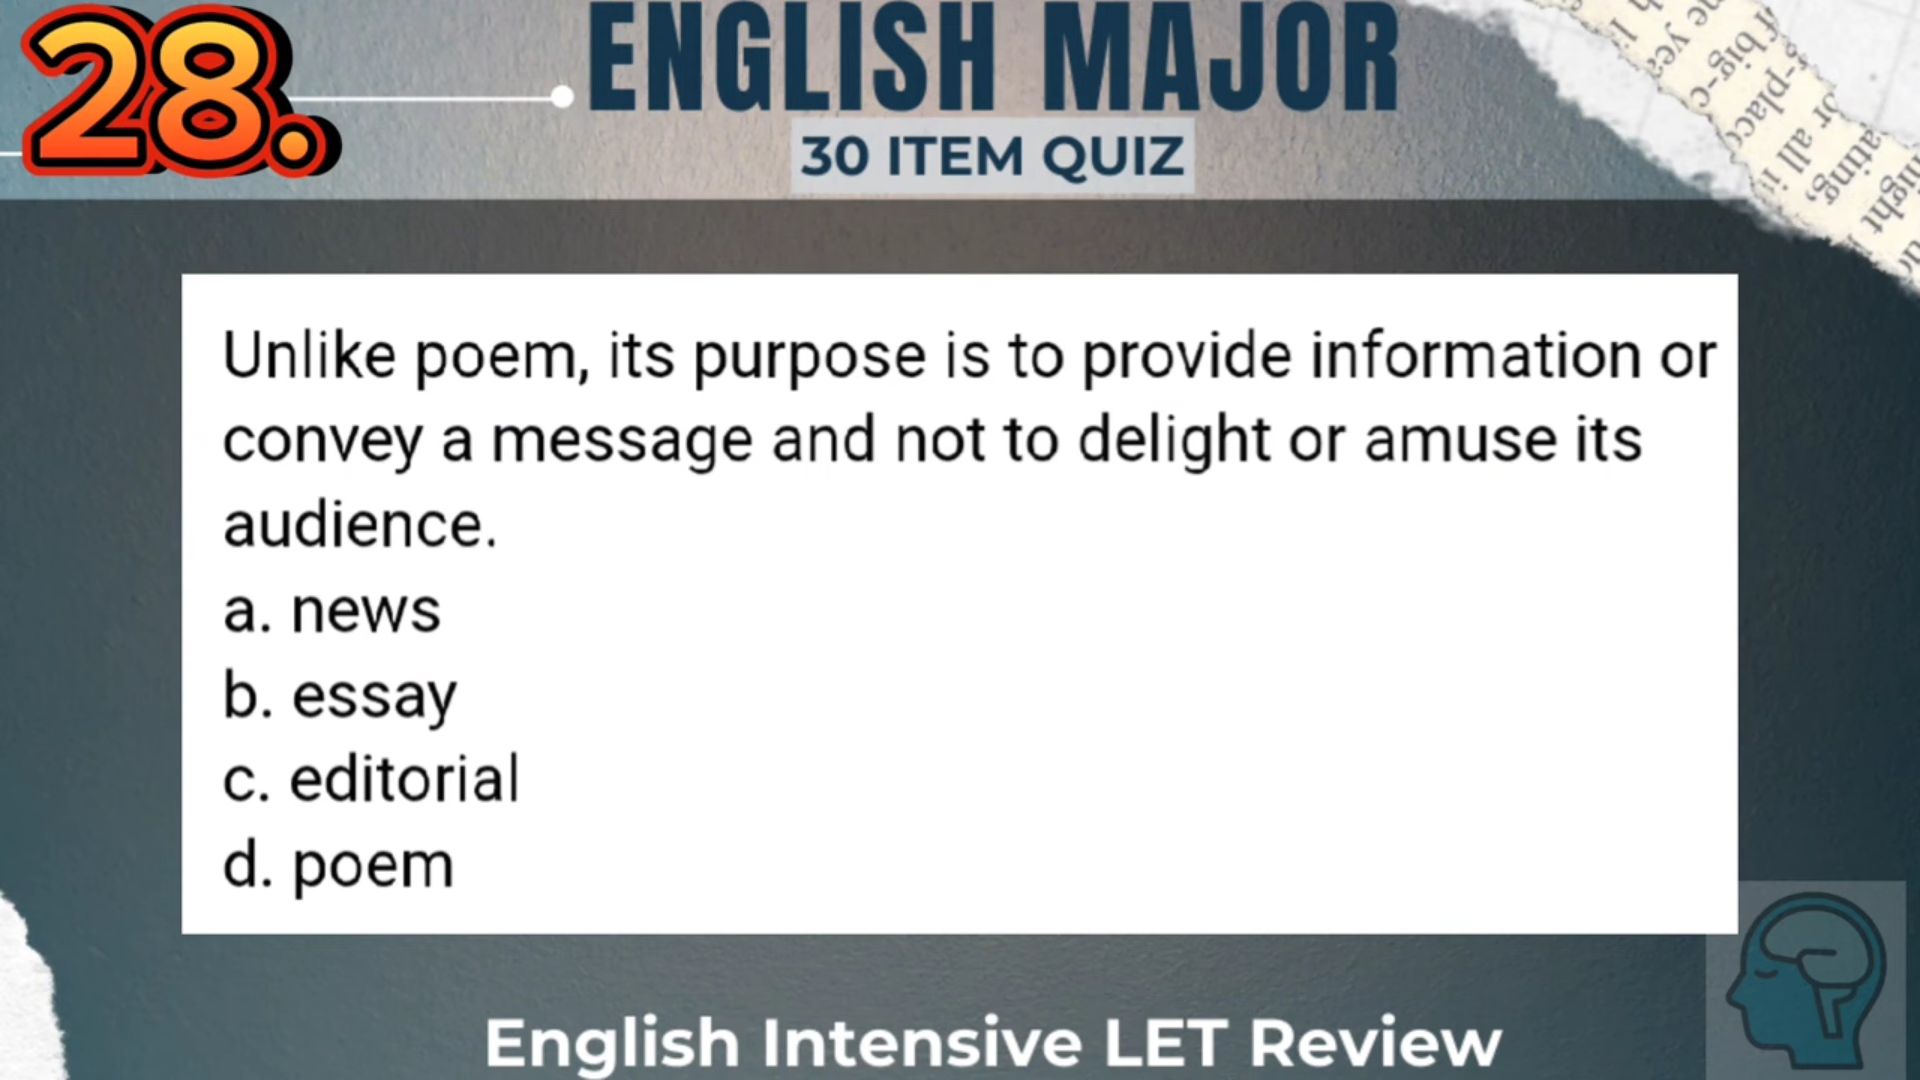 28.
ENGLISH MAJOR
30 ITEM QUIZ
Unlike poem, its purpose is to provide information or
convey a message and not to delight or amuse its
audience.
a. news
b. essay
c. editorial
d. poem
English Intensive LET Review